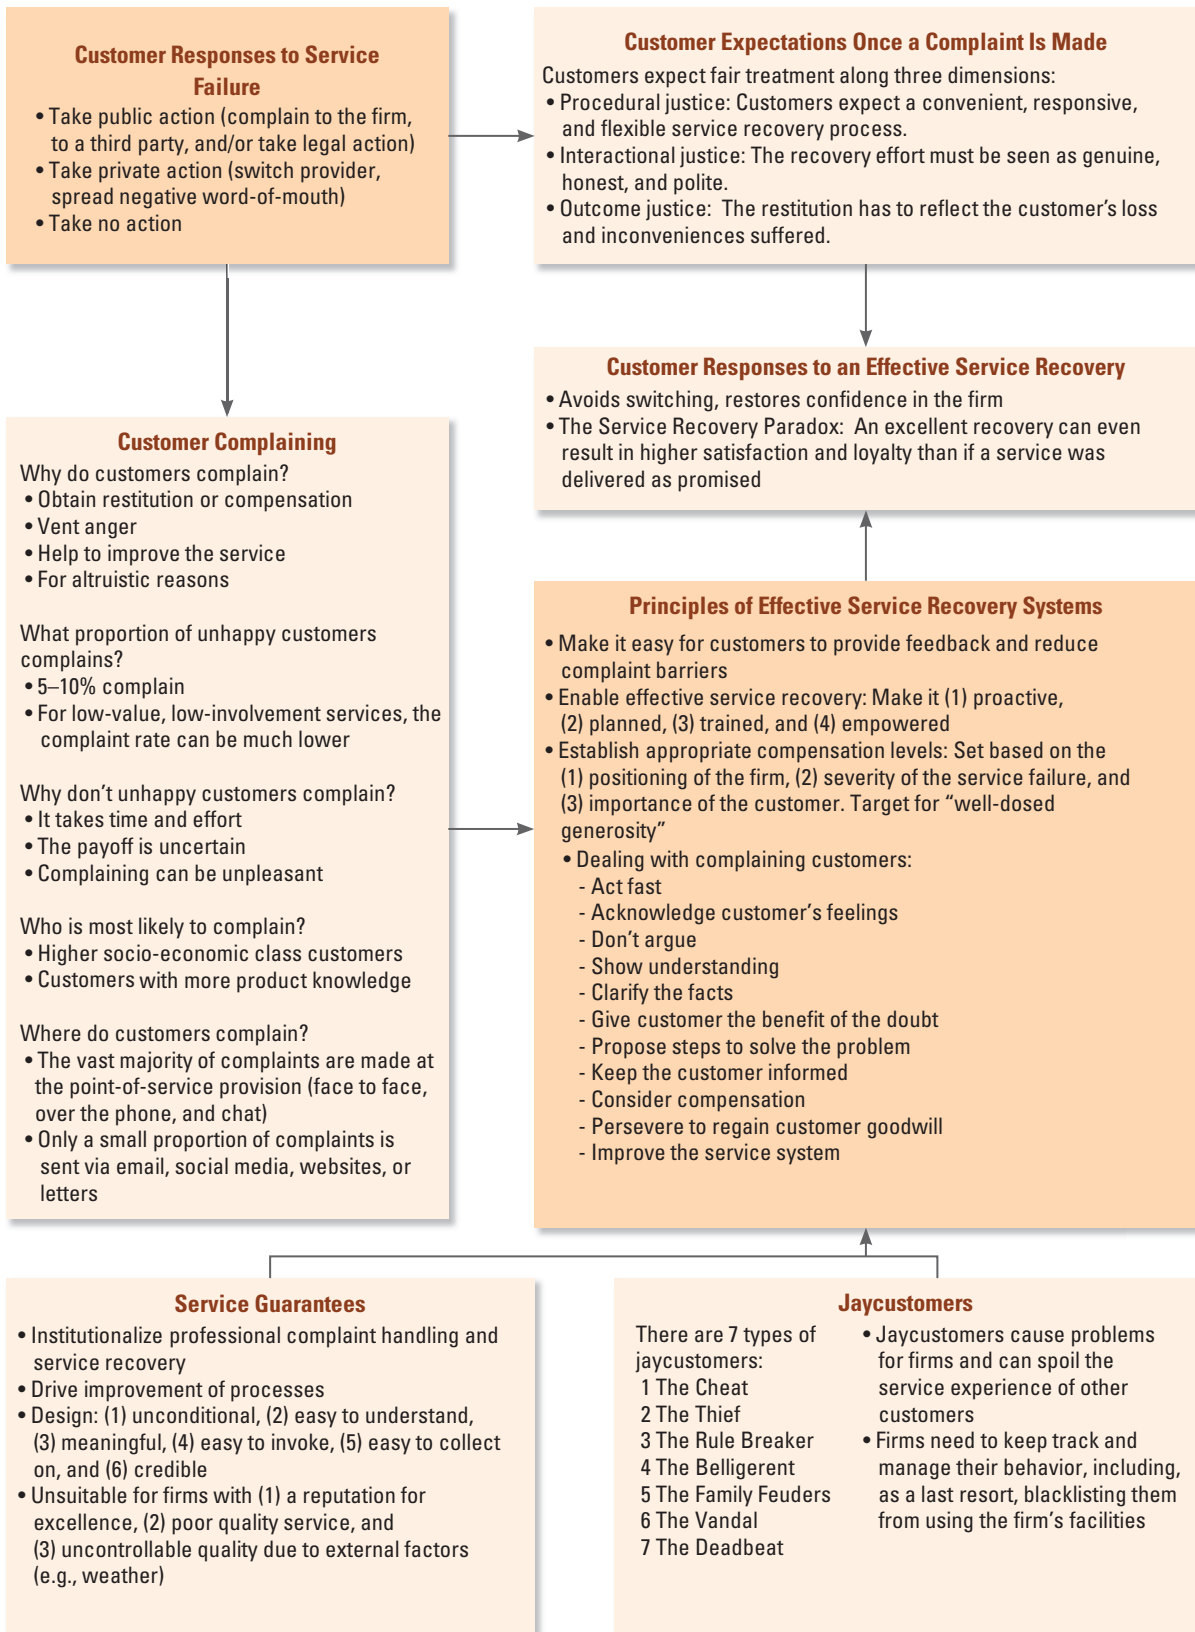 Customer Responses to Service
Failure
• Take public action (complain to the firm,
to a third party, and/or take legal action)
• Take private action (switch provider,
spread negative word-of-mouth)
• Take no action
Customer Expectations Once a Complaint Is Made
Customers expect fair treatment along three dimensions:
• Procedural justice: Customers expect a convenient, responsive,
and flexible service recovery process.
• Interactional justice: The recovery effort must be seen as genuine,
honest, and polite.
• Outcome justice: The restitution has to reflect the customer’s loss
and inconveniences suffered.
Customer Responses to an Effective Service Recovery
• Avoids switching, restores confidence in the firm
• The Service Recovery Paradox: An excellent recovery can even
result in higher satisfaction and loyalty than if a service was
delivered as promised
Customer Complaining
Why do customers complain?
• Obtain restitution or compensation
• Vent anger
• Help to improve the service
• For altruistic reasons
What proportion of unhappy customers
complains?
• 5–10% complain
• For low-value, low-involvement services, the
complaint rate can be much lower
Why don’t unhappy customers complain?
• It takes time and effort
• The payoff is uncertain
• Complaining can be unpleasant
Who is most likely to complain?
• Higher socio-economic class customers
• Customers with more product knowledge
Where do customers complain?
• The vast majority of complaints are made at
the point-of-service provision (face to face,
over the phone, and chat)
• Only a small proportion of complaints is
sent via email, social media, websites, or
letters
Principles of Effective Service Recovery Systems
• Make it easy for customers to provide feedback and reduce
complaint barriers
• Enable effective service recovery: Make it (1) proactive,
(2) planned, (3) trained, and (4) empowered
• Establish appropriate compensation levels: Set based on the
(1) positioning of the firm, (2) severity of the service failure, and
(3) importance of the customer. Target for “well-dosed
generosity”
• Dealing with complaining customers:
- Act fast
- Acknowledge customer’s feelings
- Don’t argue
- Show understanding
- Clarify the facts
- Give customer the benefit of the doubt
- Propose steps to solve the problem
- Keep the customer informed
- Consider compensation
- Persevere to regain customer goodwill
- Improve the service system
Service Guarantees
• Institutionalize professional complaint handling and
service recovery
• Drive improvement of processes
• Design: (1) unconditional, (2) easy to understand,
(3) meaningful, (4) easy to invoke, (5) easy to collect
on, and (6) credible
• Unsuitable for firms with (1) a reputation for
excellence, (2) poor quality service, and
(3) uncontrollable quality due to external factors
(e.g., weather)
Jaycustomers
There are 7 types of
jaycustomers:
1 The Cheat
2 The Thief
3 The Rule Breaker
4 The Belligerent
5 The Family Feuders
6 The Vandal
7 The Deadbeat
• Jaycustomers cause problems
for firms and can spoil the
service experience of other
customers
• Firms need to keep track and
manage their behavior, including,
as a last resort, blacklisting them
from using the firm’s facilities